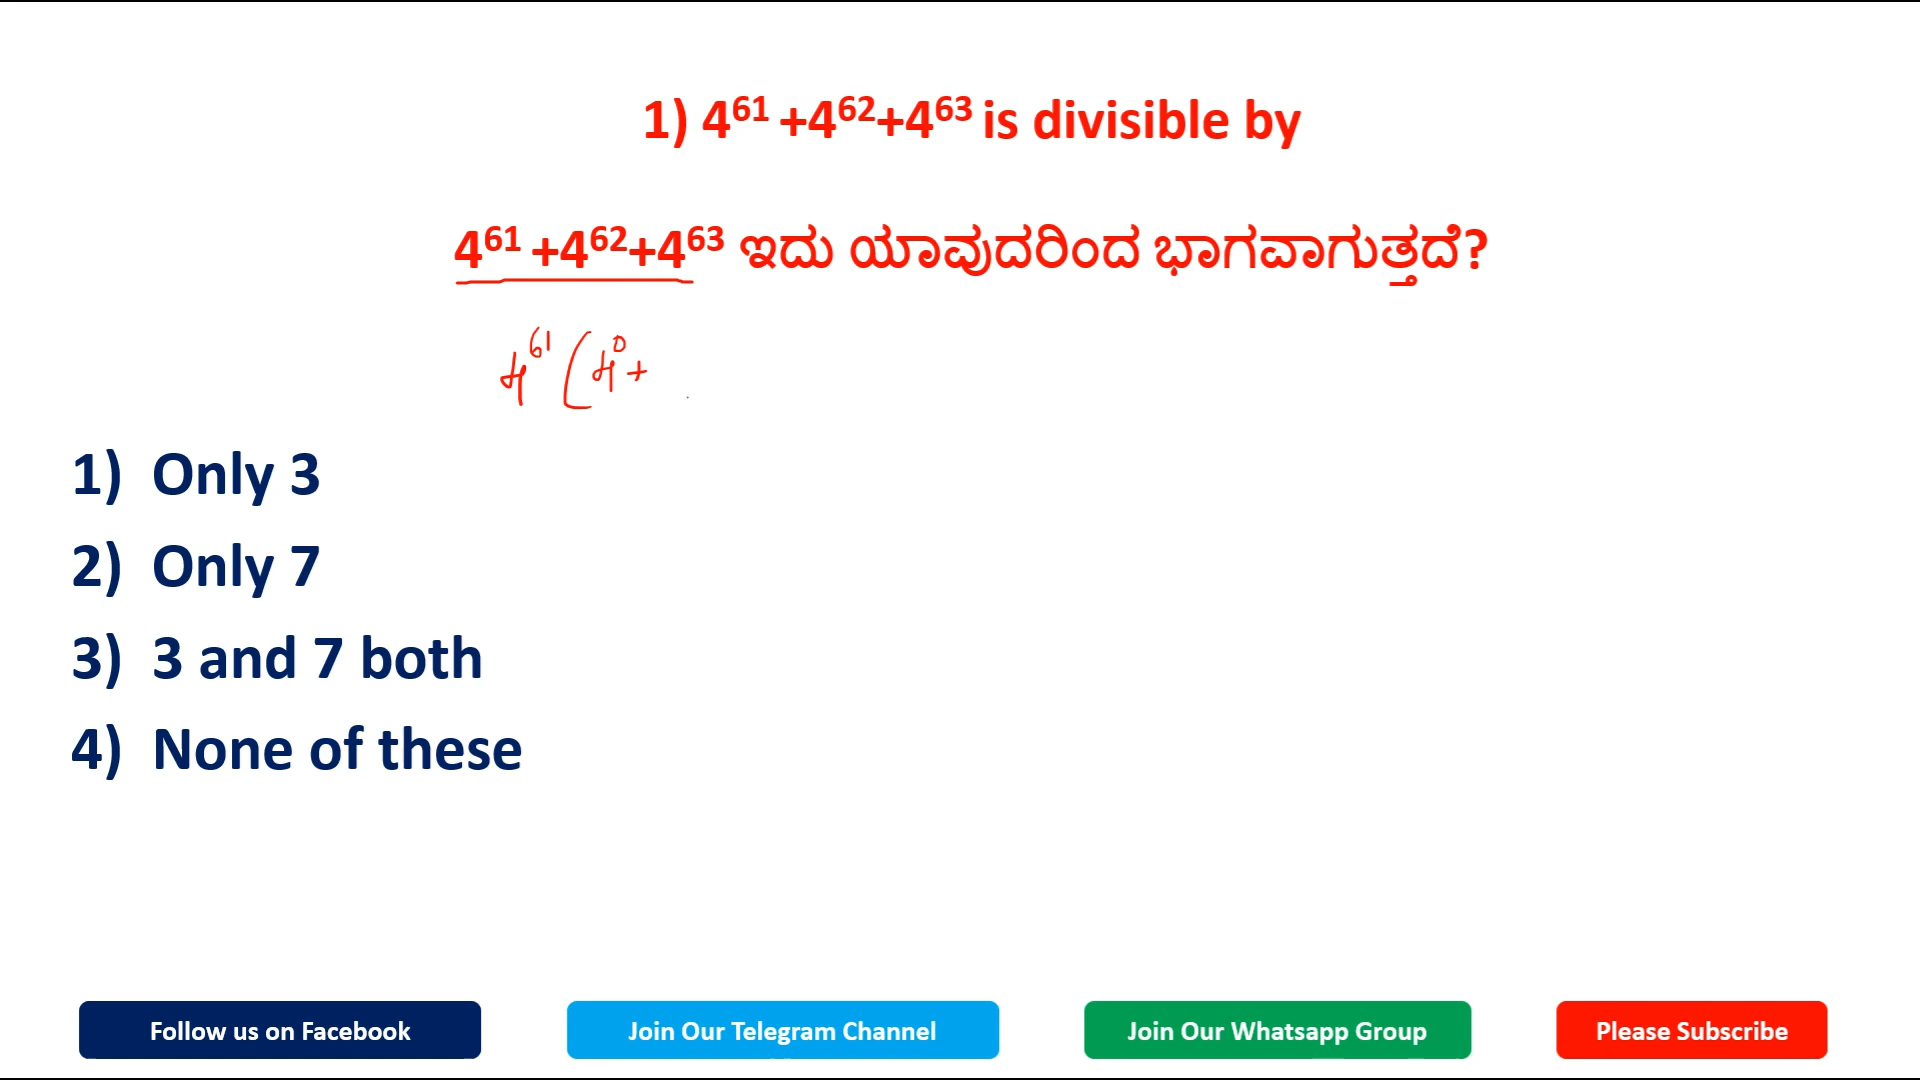 1) 4⁶¹ +4⁶²+4⁶³ is divisible by
4⁶¹ +4⁶²+4⁶³ ಇದು ಯಾವುದರಿಂದ ಭಾಗವಾಗುತ್ತದೆ?
4⁶¹ [4⁰ +
1) Only 3
2) Only 7
3) 3 and 7 both
4) None of these
Follow us on Facebook
Join Our Telegram Channel
Join Our Whatsapp Group
Please Subscribe